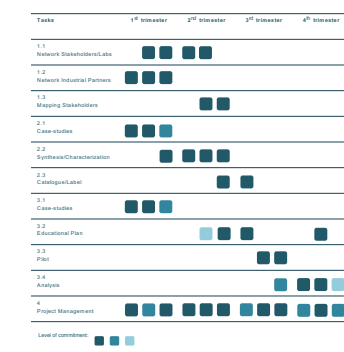 Tasks 1st trimester 2nd trimester 3rd trimester 4th trimester
1.1
Network Stakeholders/Labs
1.2
Network Industrial Partners
1.3
Mapping Stakeholders
2.1
Case-studies
2.2
Synthesis/Characterization
2.3
Catalogue/Label
3.1
Case-studies
3.2
Educational Plan
3.3
Pilot
3.4
Analysis
4
Project Management
Level of commitment: